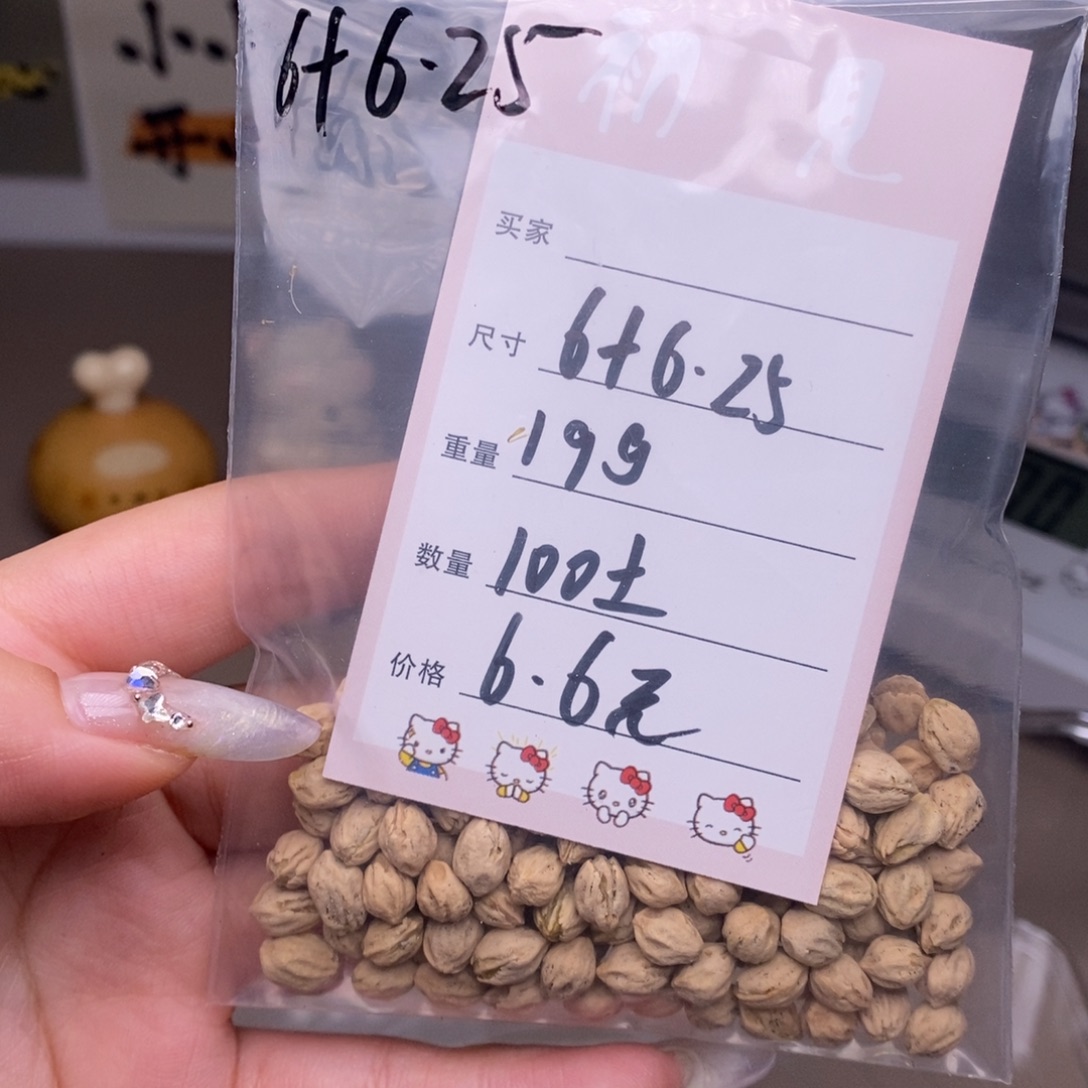 6+6.25
初见
买家
尺寸 6+6.25
重量 19g
数量 100±
价格 6.6元